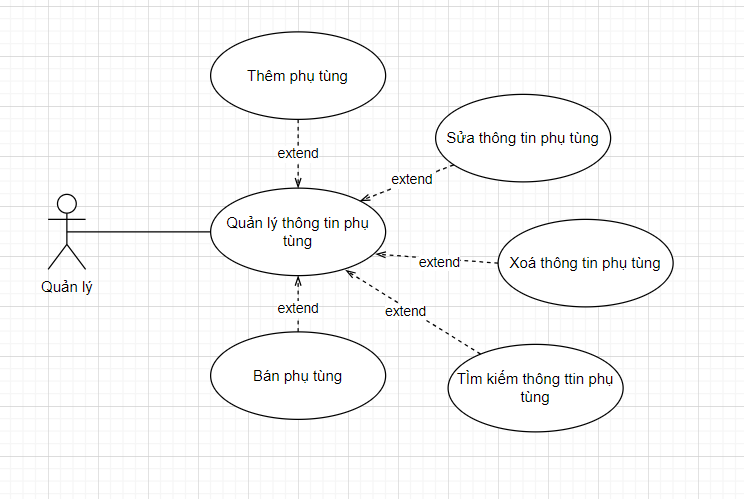 Thêm phụ tùng
extend
Sửa thông tin phụ tùng
extend
Quản lý thông tin phụ
tùng
Quản lý
extend
Xoá thông tin phụ tùng
extend
extend
Bán phụ tùng
TÌm kiếm thông ttin phụ
tùng